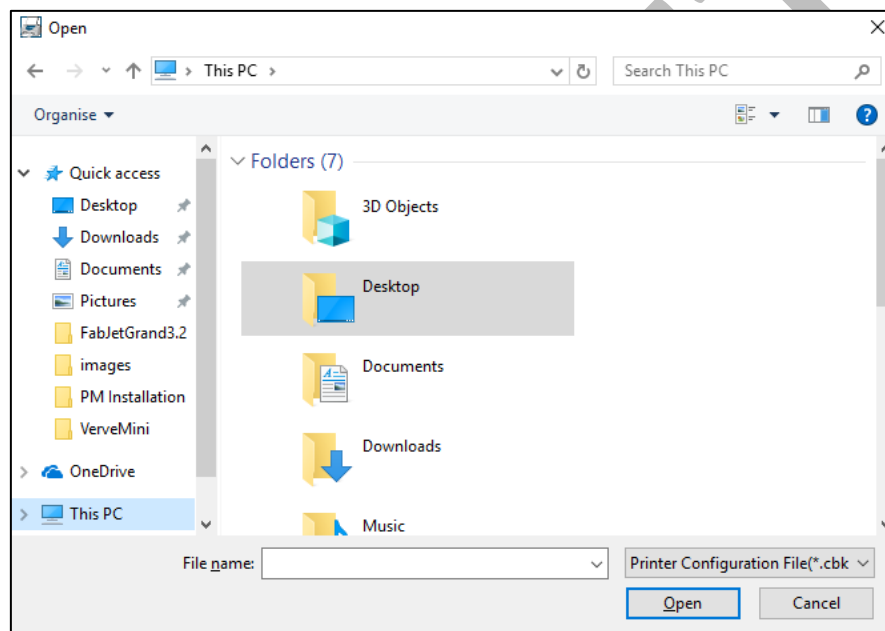 Open
This PC
Search This PC
Organise
Quick access
Desktop
Downloads
Documents
Pictures
FabJetGrand3.2
images
PM Installation
VerveMini
OneDrive
This PC
Folders (7)
3D Objects
Desktop
Documents
Downloads
Music
File name:
Printer Configuration File(*.cbk
Open
Cancel